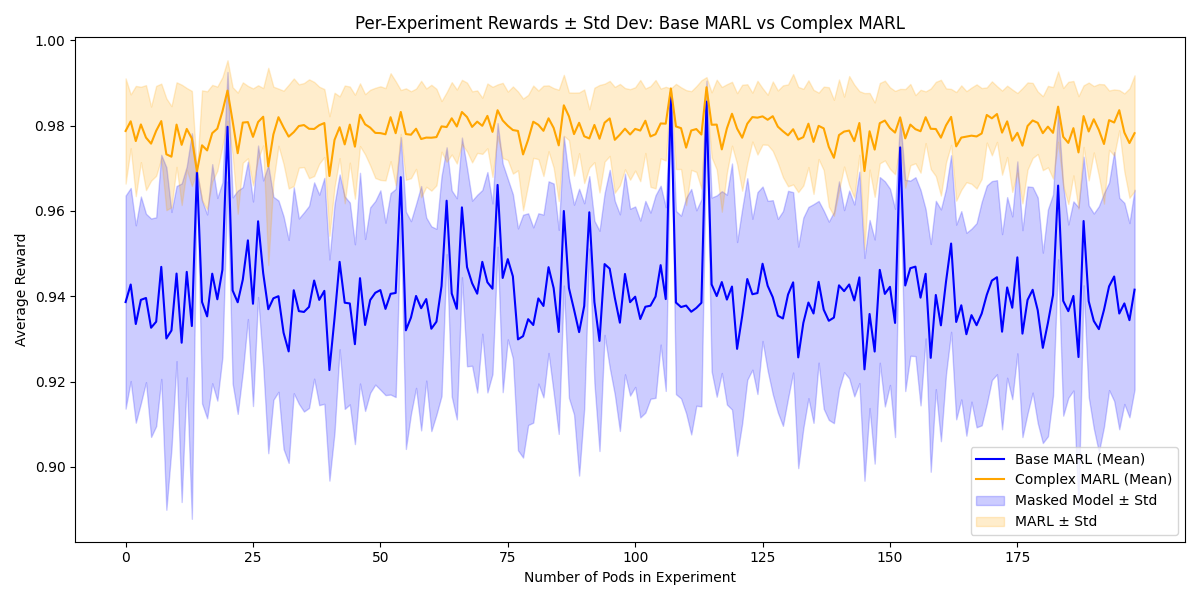 Per-Experiment Rewards ± Std Dev: Base MARL vs Complex MARL
1.00
0.98
0.96
0.94
0.92
0.90
Average Reward
0 25 50 75 100 125 150 175
Number of Pods in Experiment
Base MARL (Mean)
Complex MARL (Mean)
Masked Model ± Std
MARL ± Std